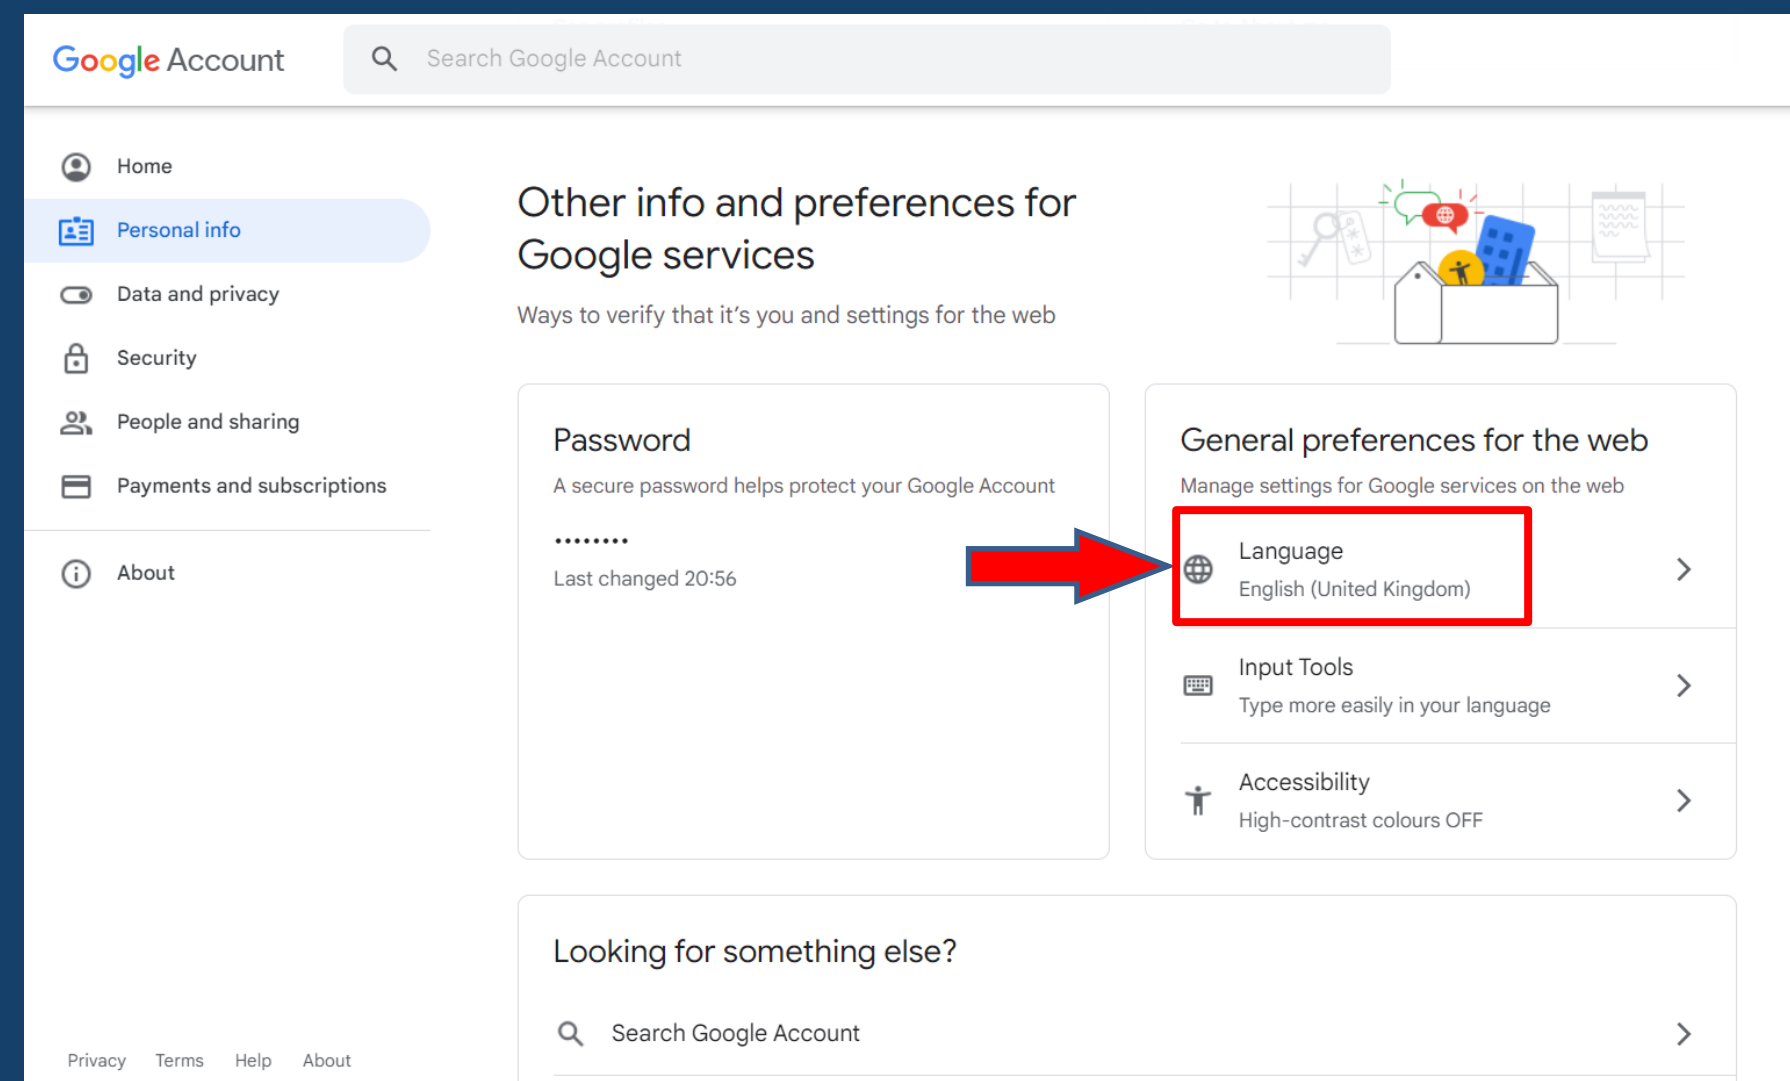 Google Account
Search Google Account
Home
Personal info
Data and privacy
Security
People and sharing
Payments and subscriptions
About
Privacy Terms Help About
Other info and preferences for
Google services
Ways to verify that it's you and settings for the web
Password
A secure password helps protect your Google Account
••••••••
Last changed 20:56
General preferences for the web
Manage settings for Google services on the web
Language
English (United Kingdom)
Input Tools
Type more easily in your language
Accessibility
High-contrast colours OFF
Looking for something else?
Search Google Account